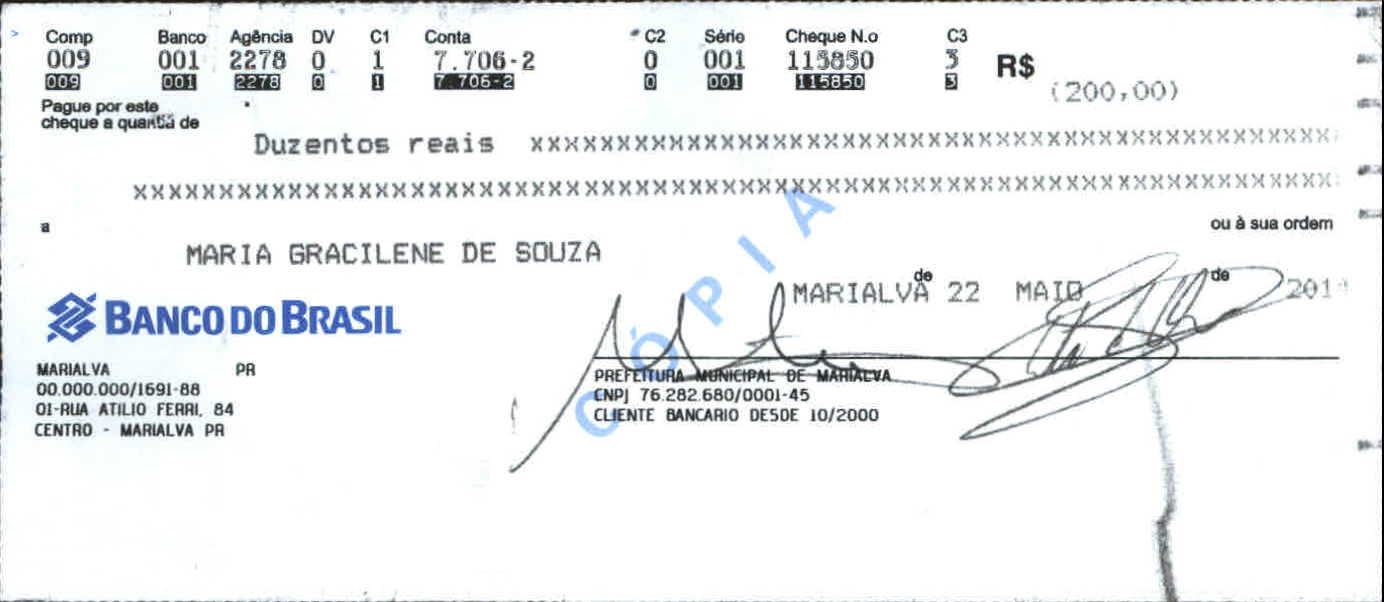 Comp Banco Agência DV C1 Conta C2 Série Cheque N.o C3
009 001 2278 0 1 7.706-2 0 001 115850 3 R$
009 001 2278 0 1 7.706-2 0 001 115850 3 (200,00)
Pague por este
cheque a quantia de
Duzentos reais xxxxxxxxxxxxxxxxxxxxxxxxxxxxxxxxxxxxxxxxxxxxxxxxxxxxxxxx
xxxxxxxxxxxxxxxxxxxxxxxxxxxxxxxxxxxxxxxxxxxxxxxxxxxxxxxxxxxxxxxxxxxxxxxxxxxxxxxxxxx
a ou à sua ordem
MARIA GRACILENE DE SOUZA
MARIALVA de 22 MAIO de
BANCO DO BRASIL
MARIALVA PR
00.000.000/1691-88
01-RUA ATILIO FERRI, 84
CENTRO - MARIALVA PR
PREFEITURA MUNICIPAL DE MARIALVA
CNPJ 76.282.680/0001-45
CLIENTE BANCARIO DESDE 10/2000
CÓPIA